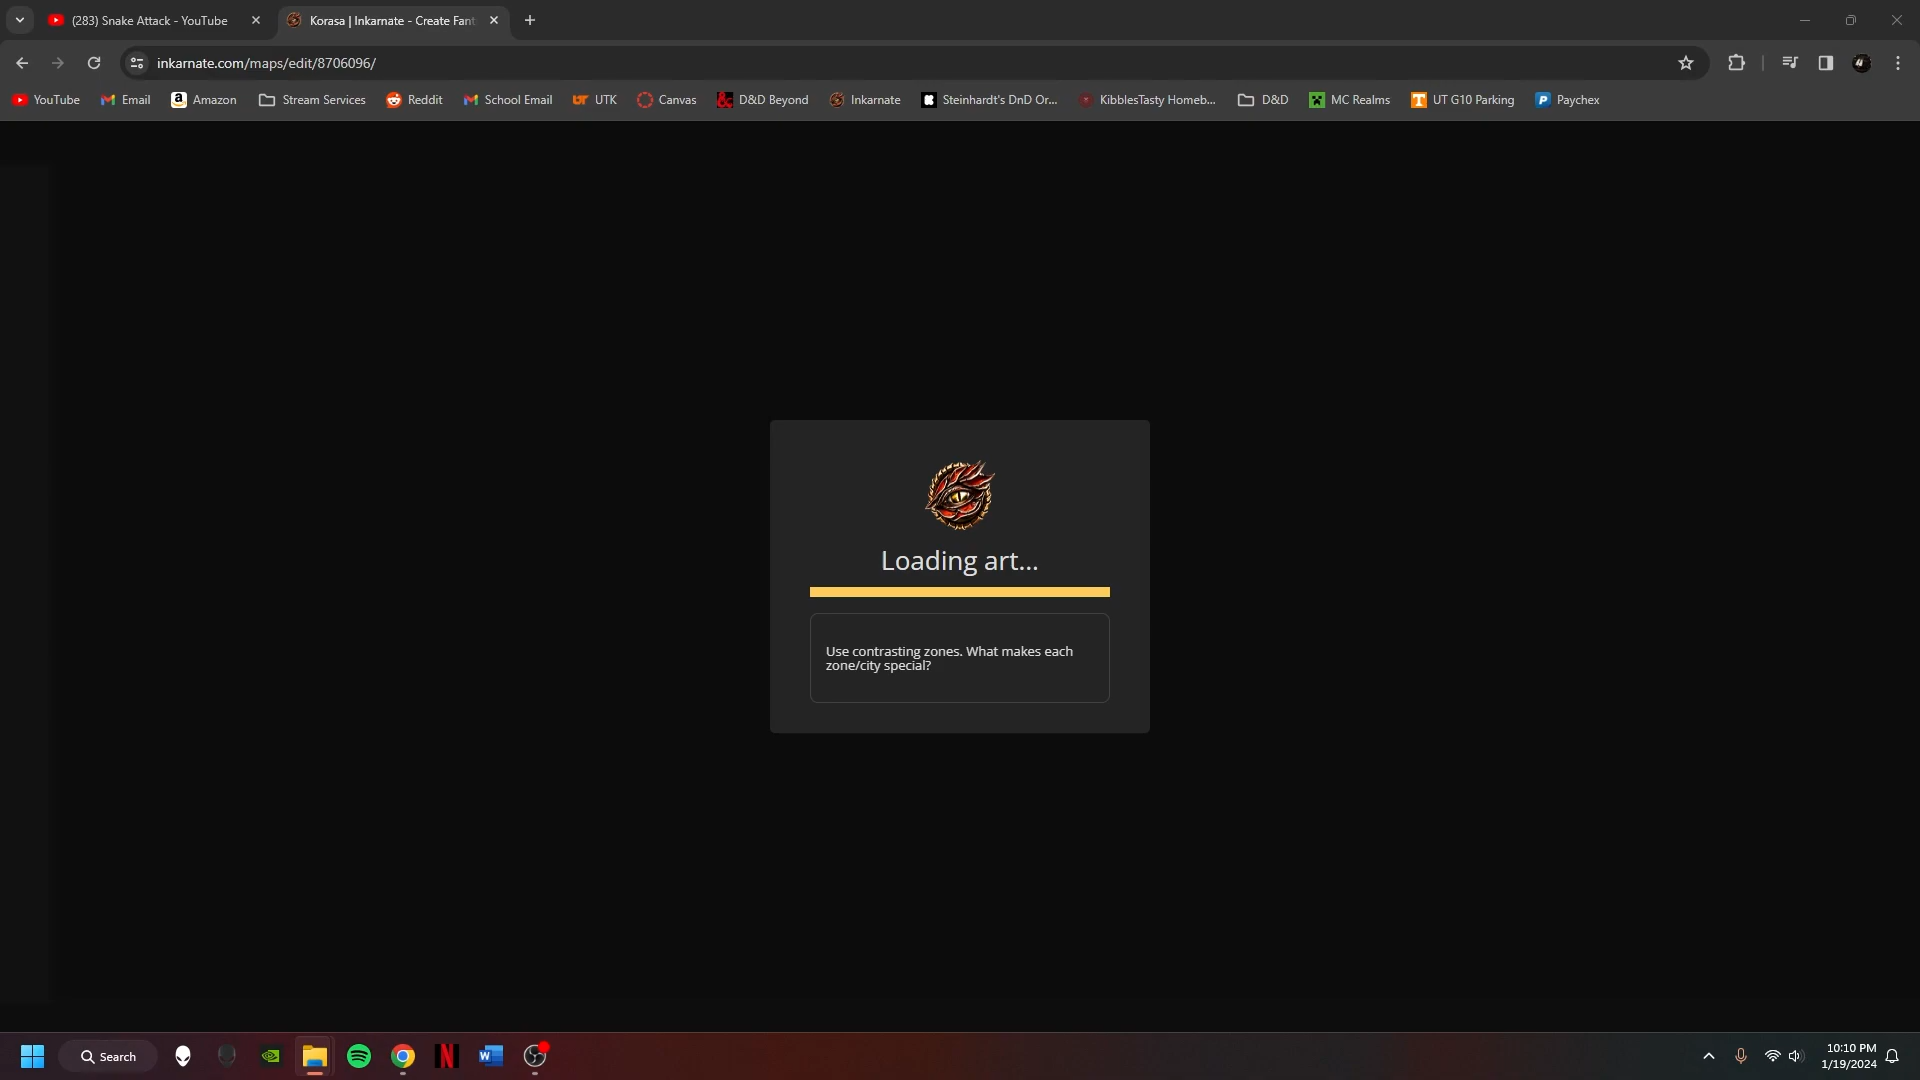 (283) Snake Attack - YouTube
Korasa | Inkarnate - Create Fant
inkarnate.com/maps/edit/8706096/
YouTube
Email
Amazon
Stream Services
Reddit
School Email
UTK
Canvas
D&D Beyond
Inkarnate
Steinhardt's DnD Or...
KibblesTasty Homeb...
D&D
MC Realms
UT G10 Parking
Paychex
Loading art...
Use contrasting zones. What makes each
zone/city special?
Search
10:10 PM
1/19/2024